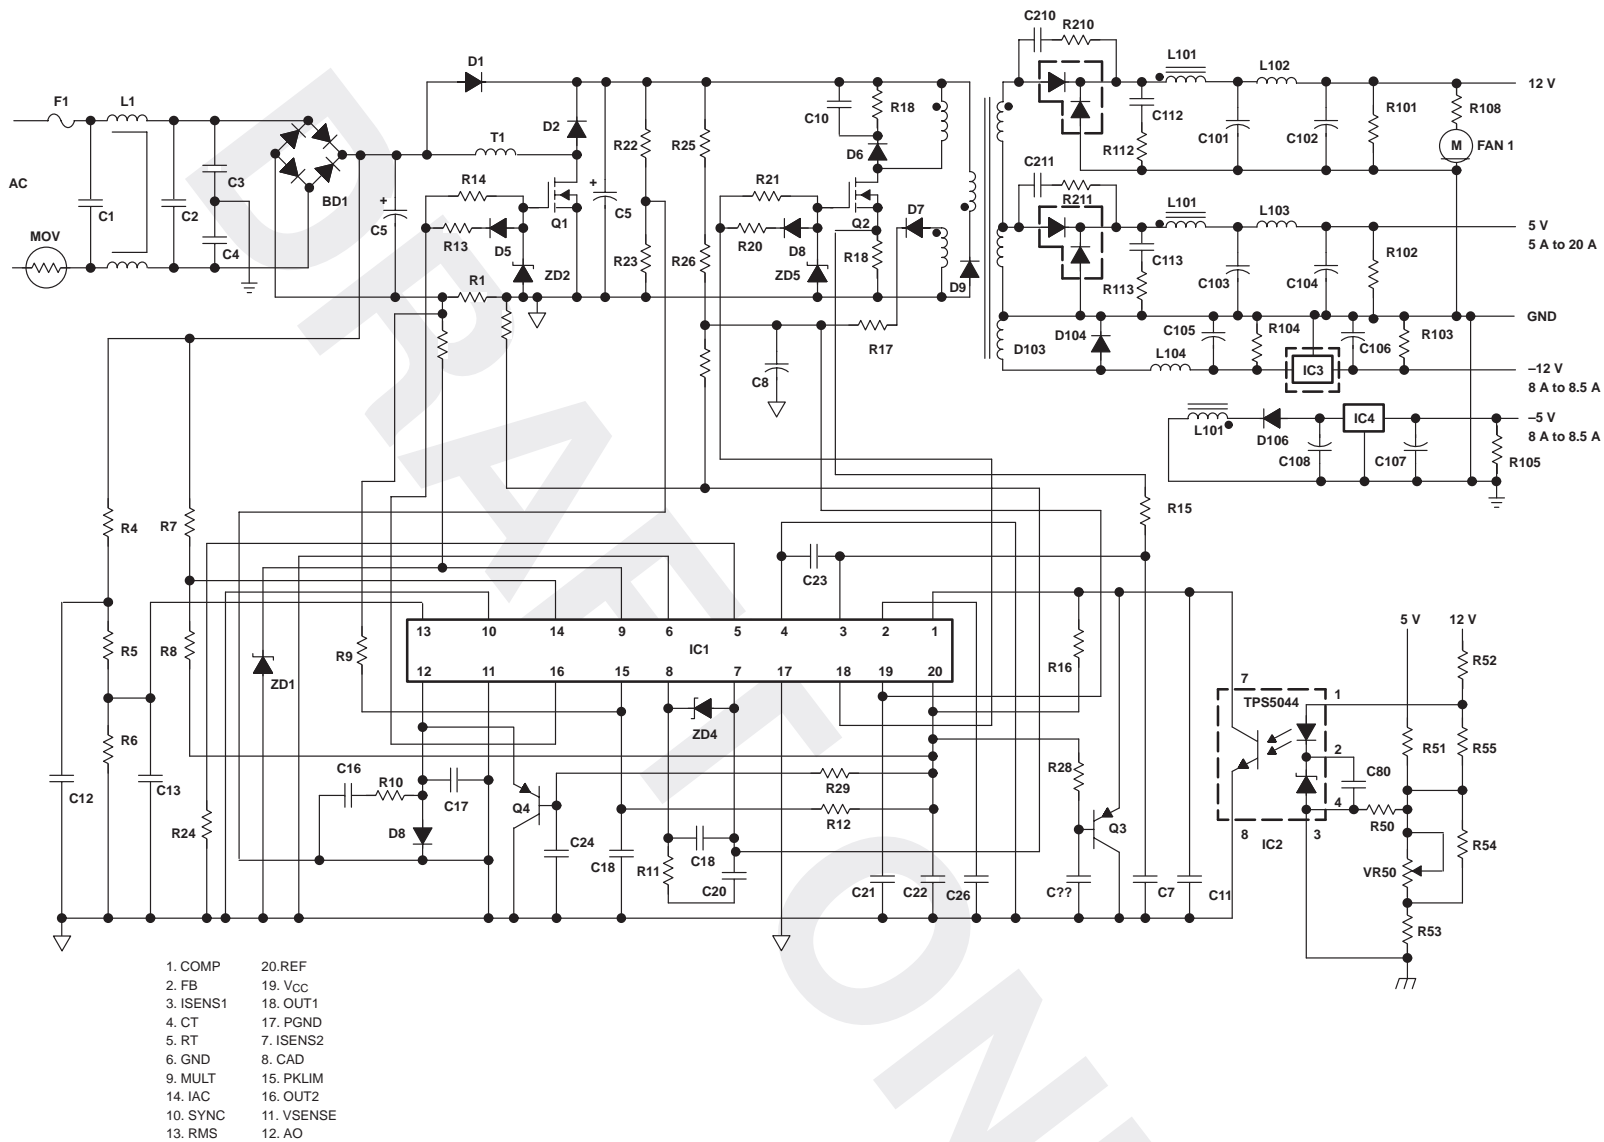 C210
R210
D1
L101
L102
12 V
F1
L1
R18
C10
C112
R101
R108
D2
C101
C102
T1
R22
R25
M
FAN 1
D6
R112
C211
AC
C3
BD1
R14
R21
C1
C2
+
C5
Q1
+
C5
Q2
D7
R211
L101
L103
5 V
5 A to 20 A
MOV
C4
R13
D5
ZD2
R23
R26
R20
D8
ZD5
R18
D9
C113
R102
R113
C103
C104
R1
GND
R17
D103
D104
C105
R104
C106
R103
L104
IC3
–12 V
8 A to 8.5 A
C8
L101
D106
IC4
–5 V
8 A to 8.5 A
C108
C107
R105
R4
R7
R15
C23
R5
R8
ZD1
R9
13
10
14
9
6
5
4
3
2
1
IC1
12
11
16
15
8
7
17
18
19
20
R16
5 V
12 V
R52
7
TPS5044
1
R6
ZD4
2
R51
R55
C12
C13
C16
R10
C17
Q4
R29
R28
C80
R24
D8
R12
Q3
4
R50
8
IC2
3
R54
C24
C18
R11
C18
C20
C21
C22
C26
C??
C7
C11
VR50
R53
1. COMP 20.REF
2. FB 19. VCC
3. ISENS1 18. OUT1
4. CT 17. PGND
5. RT 7. ISENS2
6. GND 8. CAD
9. MULT 15. PKLIM
14. IAC 16. OUT2
10. SYNC 11. VSENSE
13. RMS 12. AO
DRAFT ON